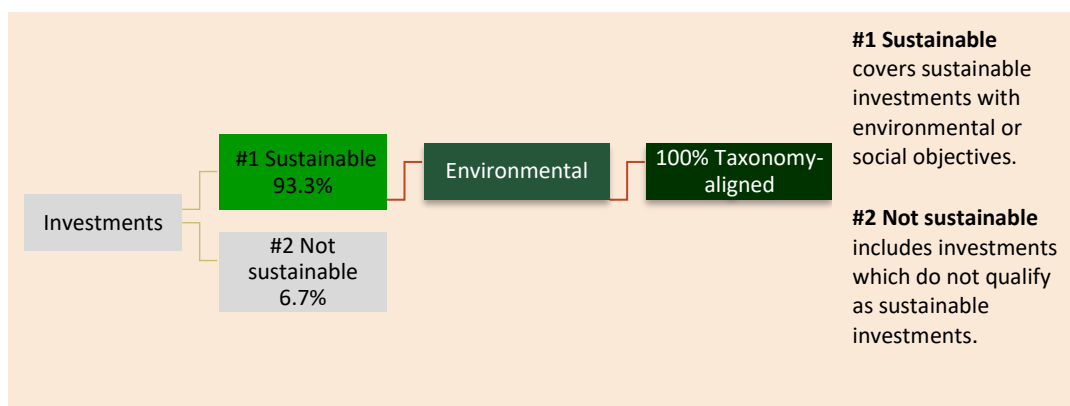 Investments
#1 Sustainable
93.3%
#2 Not
sustainable
6.7%
Environmental
100% Taxonomy-
aligned
#1 Sustainable
covers sustainable
investments with
environmental or
social objectives.
#2 Not sustainable
includes investments
which do not qualify
as sustainable
investments.